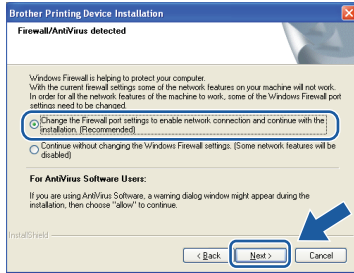 Brother Printing Device Installation
Firewall/AntiVirus detected
Windows Firewall is helping to protect your computer.
With the current firewall settings some of the network features on your machine will not work.
In order for all the network features of the machine to work, some of the Windows Firewall port
settings need to be changed.
Change the Firewall port settings to enable network connection and continue with the
installation. (Recommended)
Continue without changing the Windows Firewall settings. (Some network features will be
disabled)
For AntiVirus Software Users:
If you are using AntiVirus Software, a warning dialog window might appear during the
installation, then choose "allow" to continue.
InstallShield
< Back
Next >
Cancel